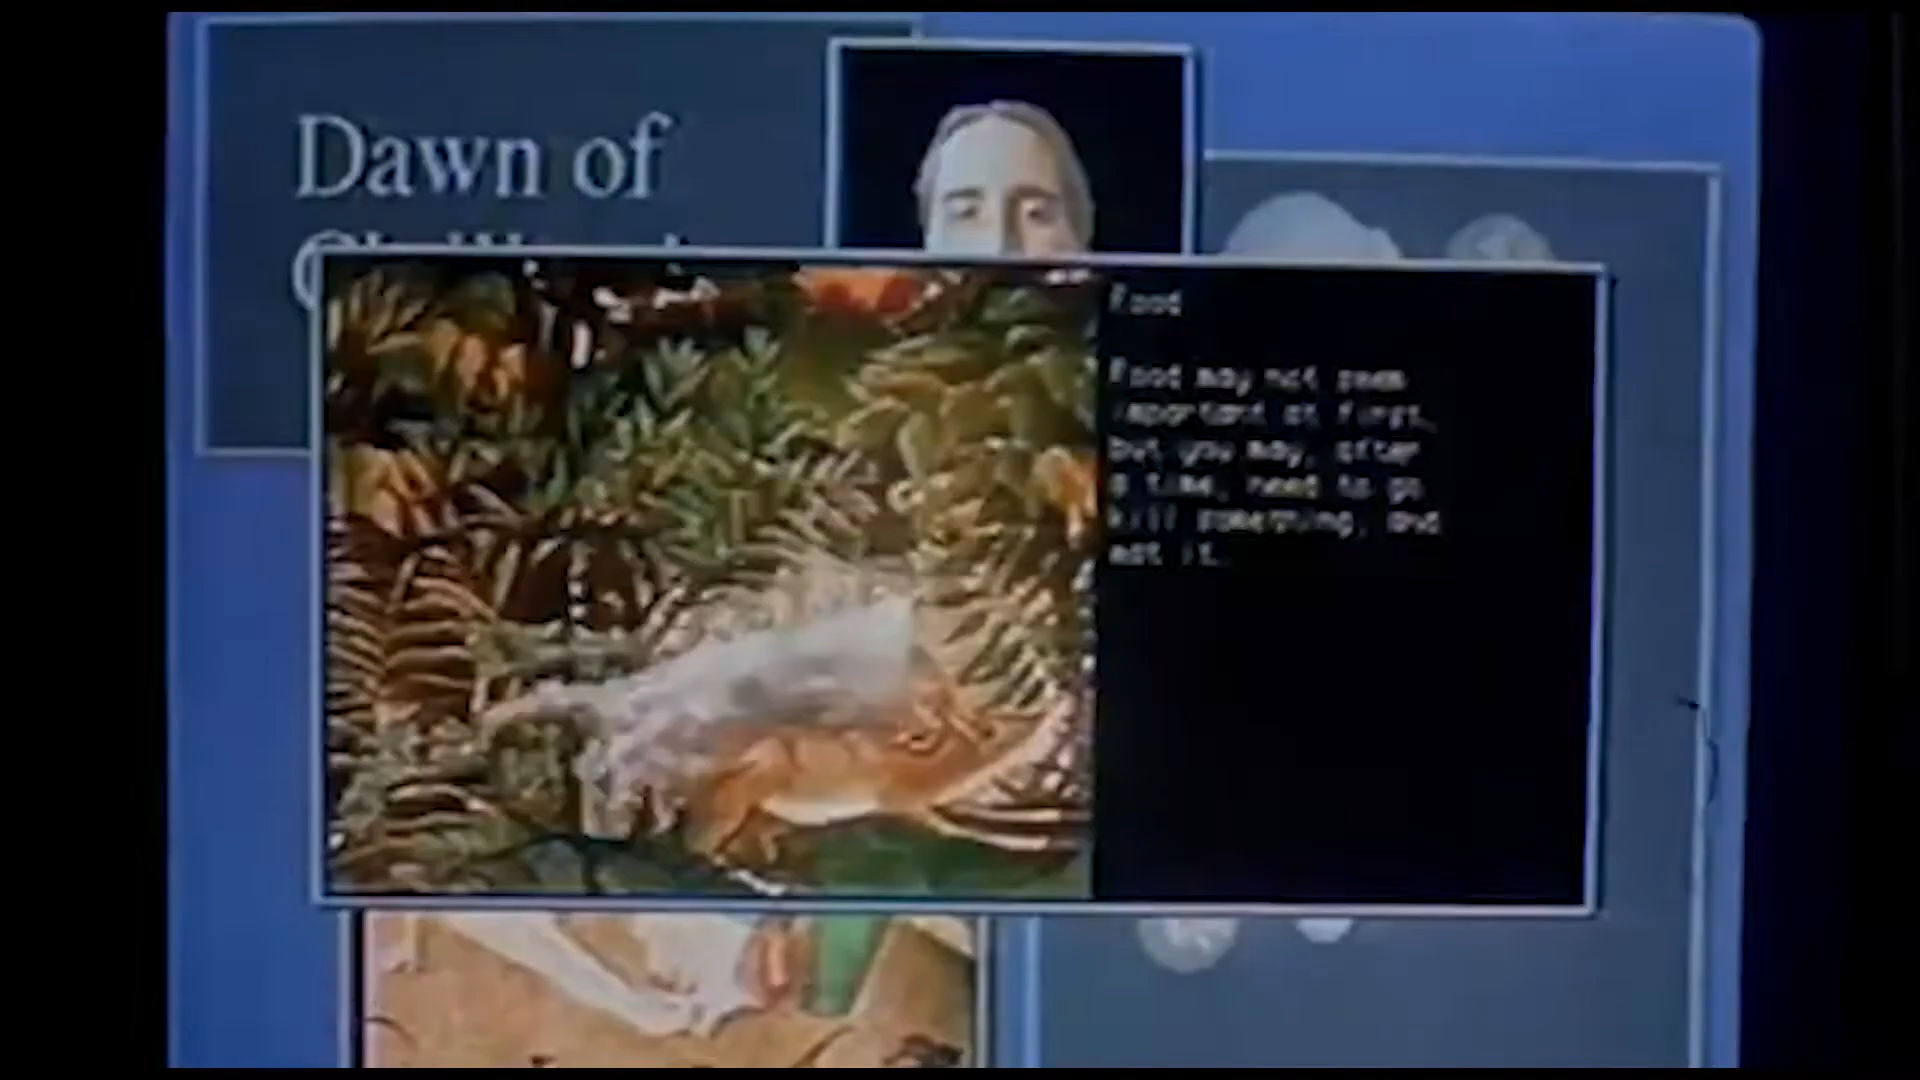 Dawn of
Food
Food may not seem
important at first,
but you may, after
a time, need to go
kill something, and
eat it.